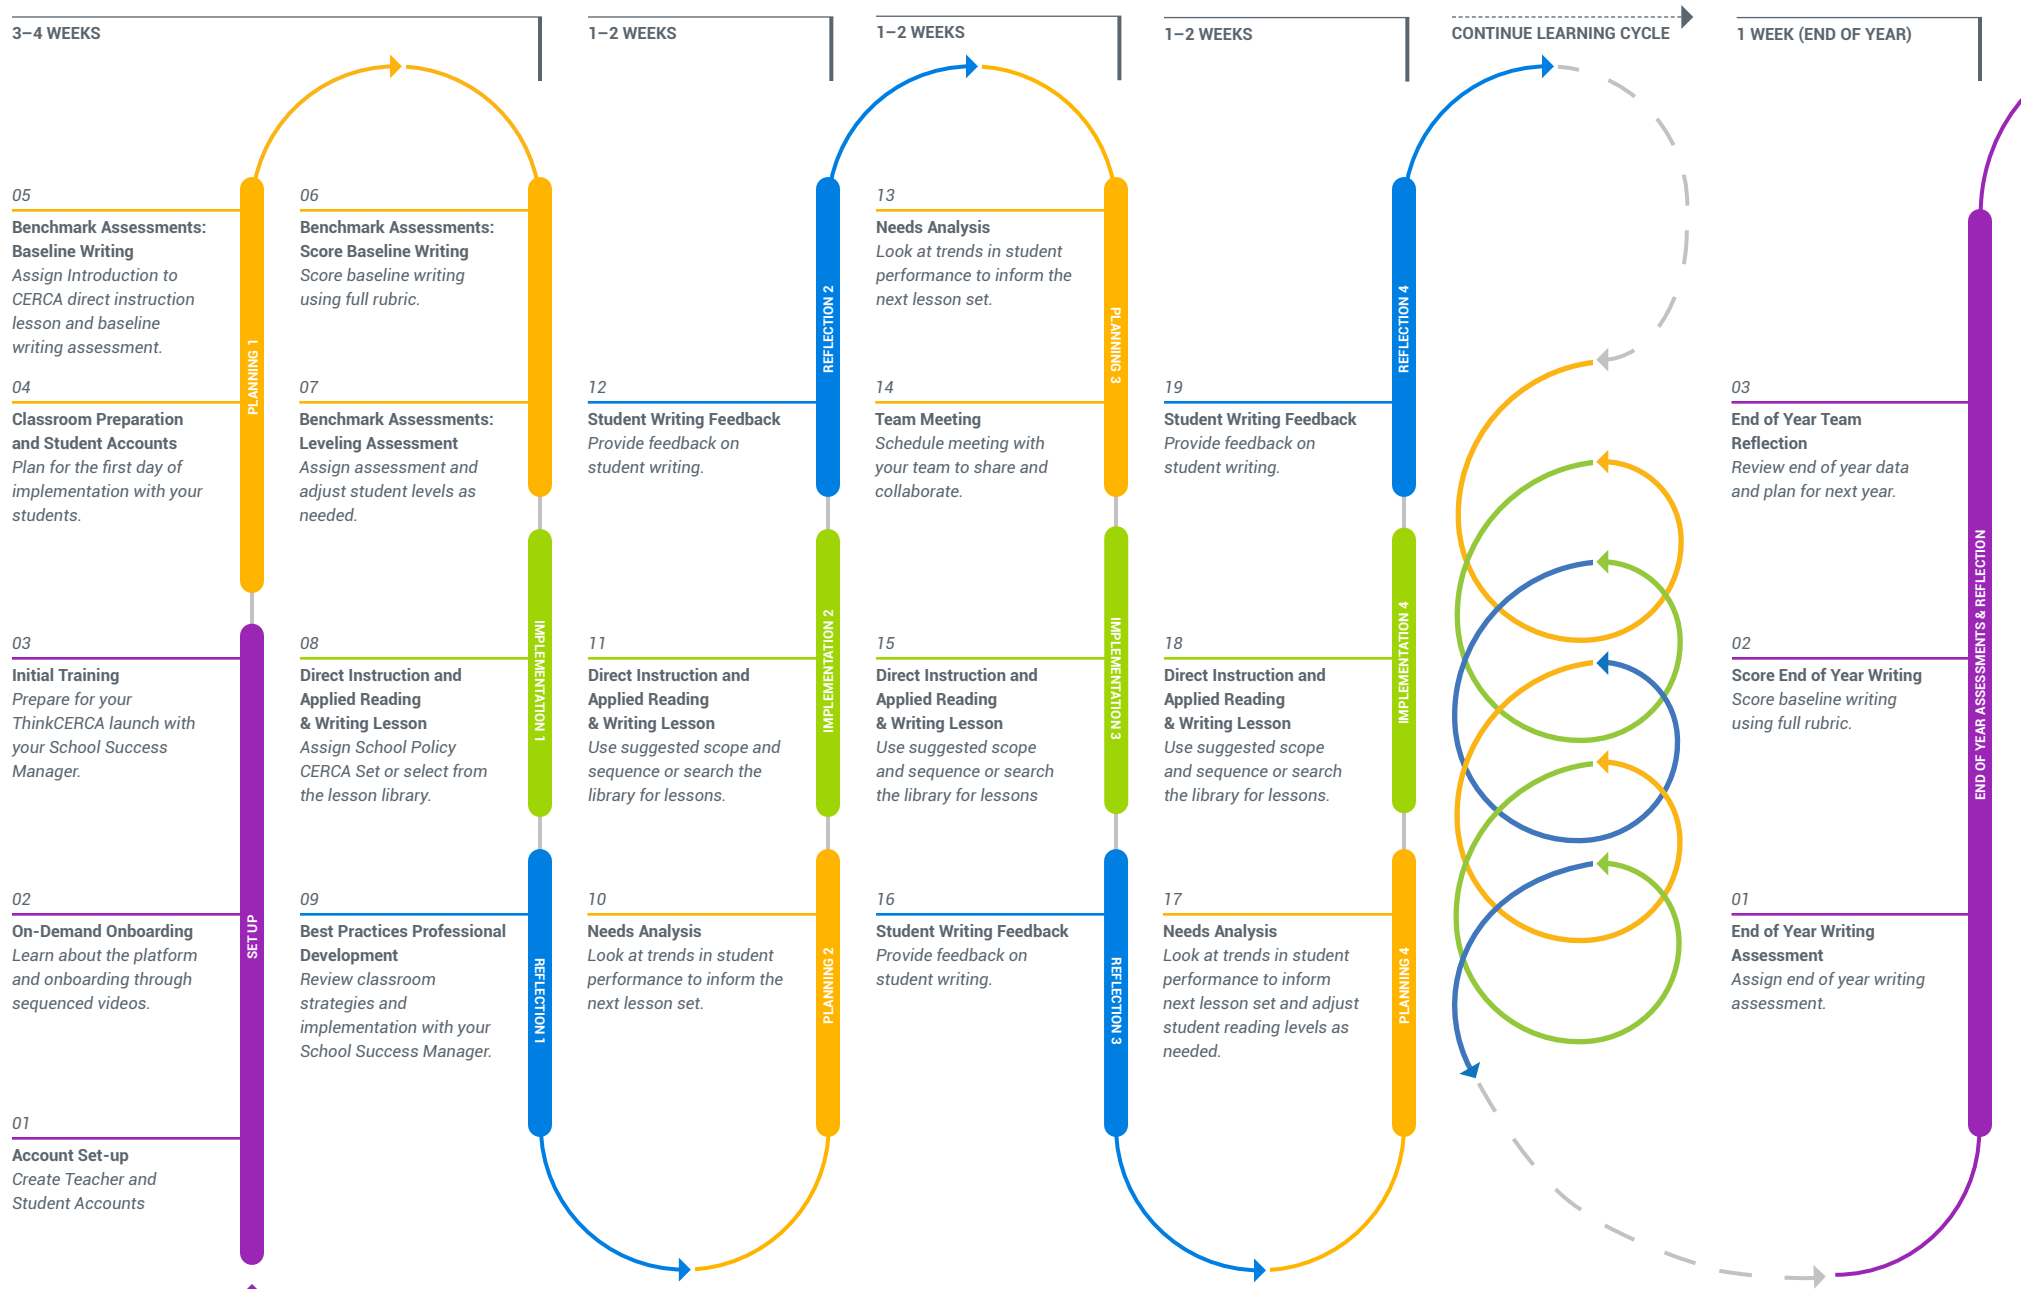 3–4 WEEKS
1–2 WEEKS
1–2 WEEKS
1–2 WEEKS
CONTINUE LEARNING CYCLE
1 WEEK (END OF YEAR)
05
Benchmark Assessments:
Baseline Writing
Assign Introduction to
CERCA direct instruction
lesson and baseline
writing assessment.
04
Classroom Preparation
and Student Accounts
Plan for the first day of
implementation with your
students.
PLANNING 1
03
Initial Training
Prepare for your
ThinkCERCA launch with
your School Success
Manager.
02
On-Demand Onboarding
Learn about the platform
and onboarding through
sequenced videos.
01
Account Set-up
Create Teacher and
Student Accounts
SET UP
06
Benchmark Assessments:
Score Baseline Writing
Score baseline writing
using full rubric.
07
Benchmark Assessments:
Leveling Assessment
Assign assessment and
adjust student levels as
needed.
08
Direct Instruction and
Applied Reading
& Writing Lesson
Assign School Policy
CERCA Set or select from
the lesson library.
IMPLEMENTATION 1
09
Best Practices Professional
Development
Review classroom
strategies and
implementation with your
School Success Manager.
REFLECTION 1
12
Student Writing Feedback
Provide feedback on
student writing.
REFLECTION 2
11
Direct Instruction and
Applied Reading
& Writing Lesson
Use suggested scope and
sequence or search the
library for lessons.
IMPLEMENTATION 2
10
Needs Analysis
Look at trends in student
performance to inform the
next lesson set.
PLANNING 2
13
Needs Analysis
Look at trends in student
performance to inform the
next lesson set.
14
Team Meeting
Schedule meeting with
your team to share and
collaborate.
PLANNING 3
15
Direct Instruction and
Applied Reading
& Writing Lesson
Use suggested scope
and sequence or search
the library for lessons
IMPLEMENTATION 3
16
Student Writing Feedback
Provide feedback on
student writing.
REFLECTION 3
19
Student Writing Feedback
Provide feedback on
student writing.
REFLECTION 4
18
Direct Instruction and
Applied Reading
& Writing Lesson
Use suggested scope
and sequence or search
the library for lessons.
IMPLEMENTATION 4
17
Needs Analysis
Look at trends in student
performance to inform
next lesson set and adjust
student reading levels as
needed.
PLANNING 4
03
End of Year Team
Reflection
Review end of year data
and plan for next year.
02
Score End of Year Writing
Score baseline writing
using full rubric.
01
End of Year Writing
Assessment
Assign end of year writing
assessment.
END OF YEAR ASSESSMENTS & REFLECTION